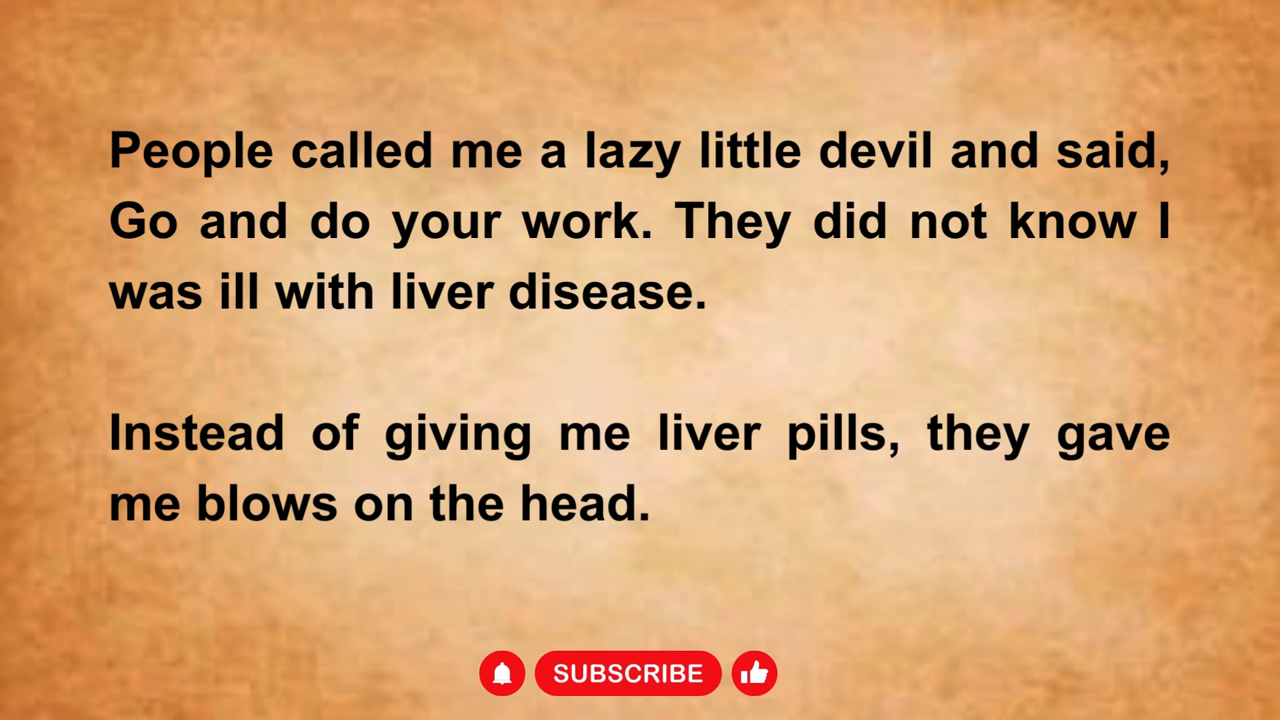 People called me a lazy little devil and said,
Go and do your work. They did not know I
was ill with liver disease.
Instead of giving me liver pills, they gave
me blows on the head.
SUBSCRIBE